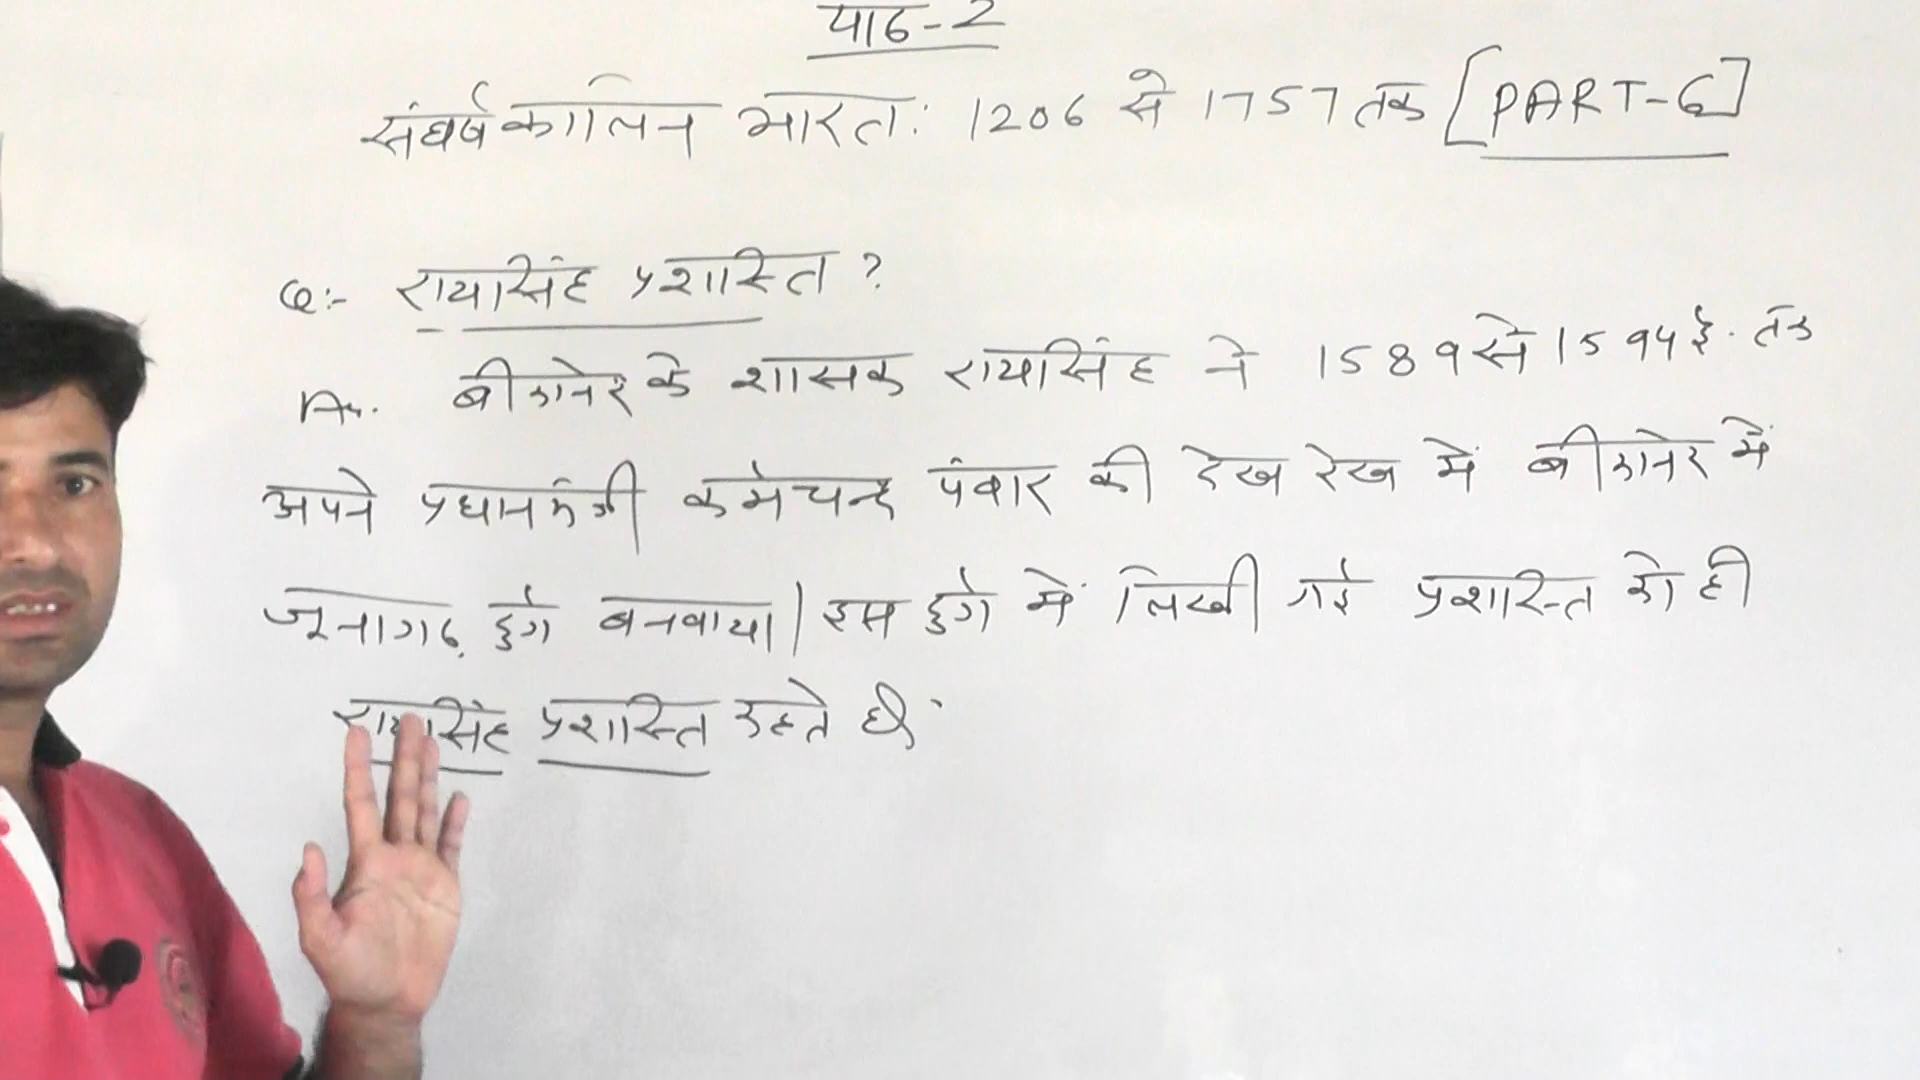 पाठ-2
संघर्षकालिन भारत: 1206 से 1757 तक [PART-6]
Q:- रायसिंह प्रशस्ति ?
An. बीकानेर के शासक रायसिंह ने 1589 से 1594 ई. तक
अपने प्रधानमंत्री कर्मचन्द पंवार की देख रेख में बीकानेर में
जूनागढ़ दुर्ग बनवाया। इस दुर्ग में लिखी गई प्रशस्ति को ही
रायसिंह प्रशस्ति कहते हैं